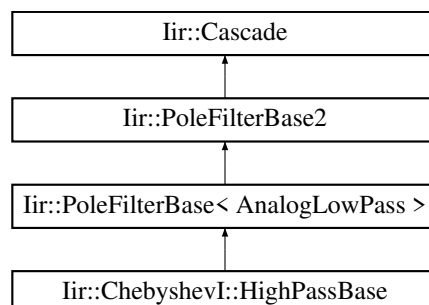 Iir::Cascade
Iir::PoleFilterBase2
Iir::PoleFilterBase< AnalogLowPass >
Iir::ChebyshevI::HighPassBase